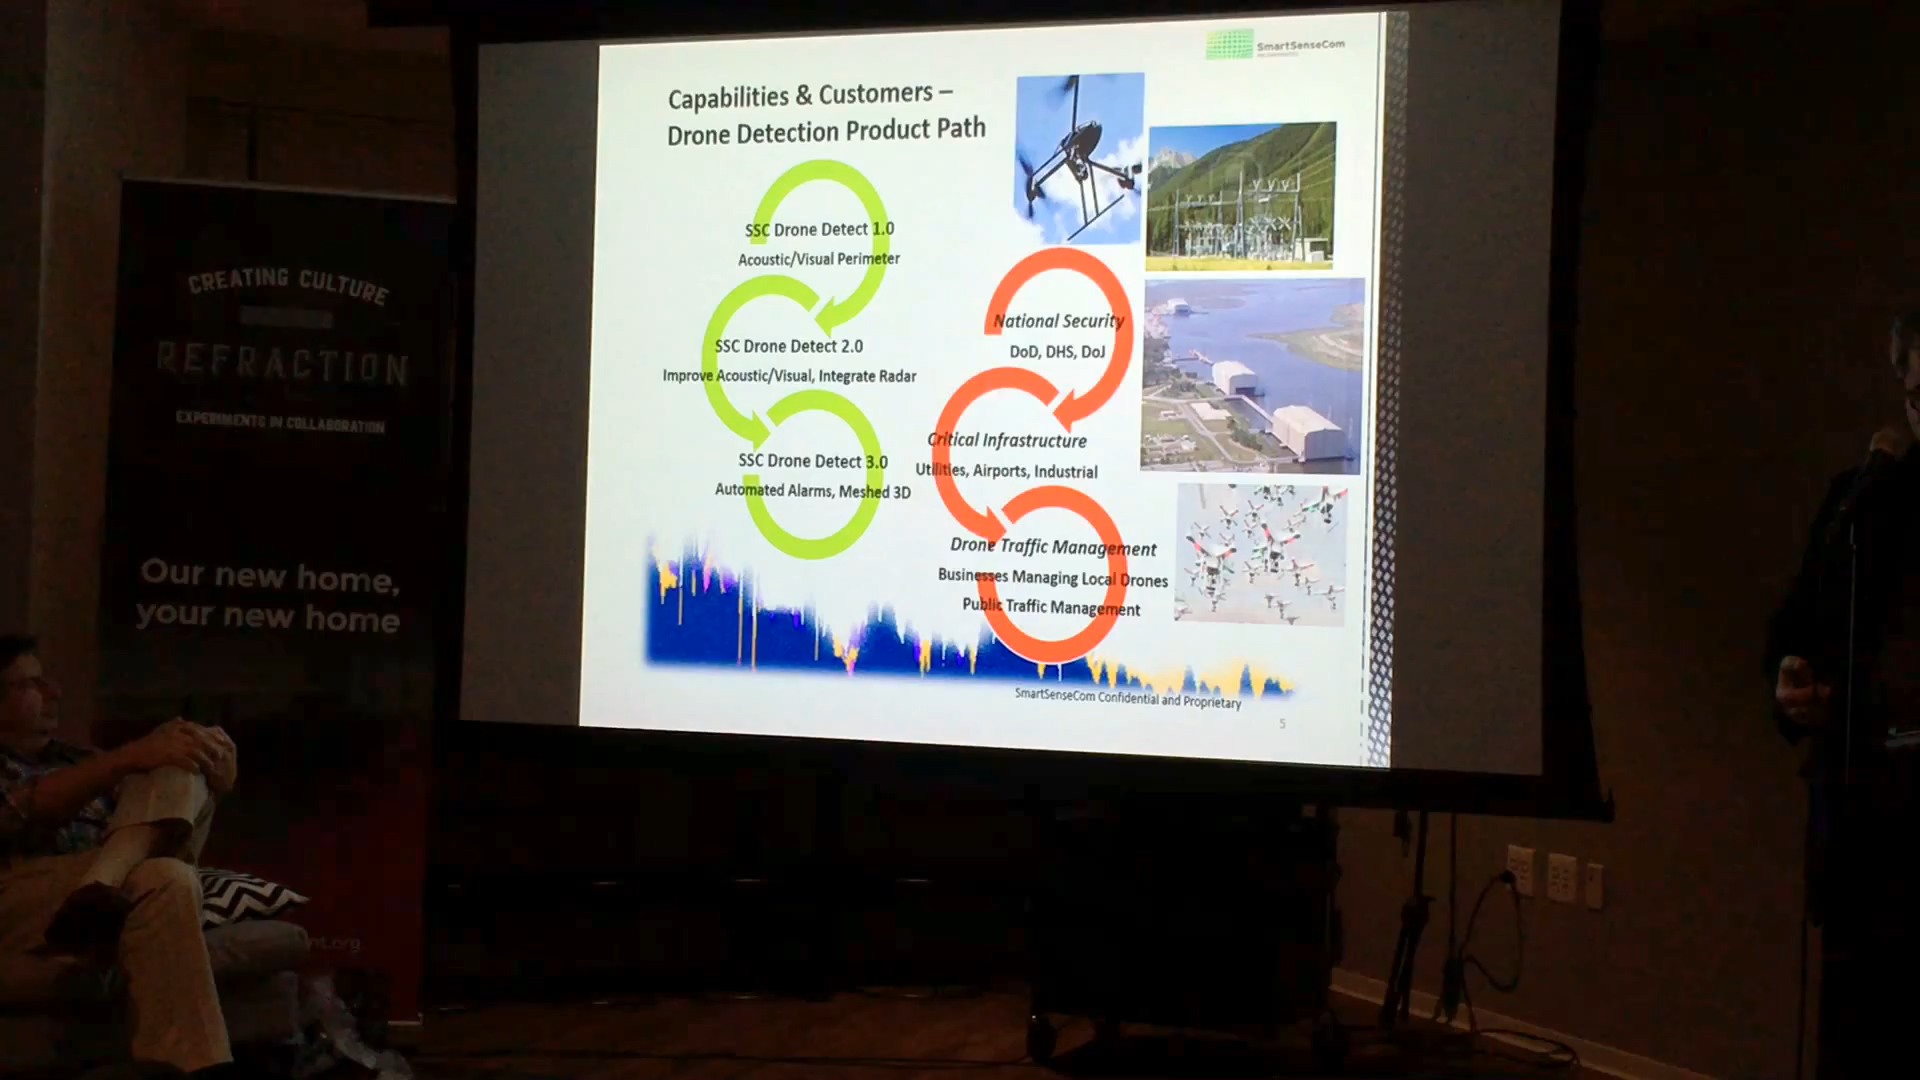 CREATING CULTURE
REFRACTION
EXPERIMENTS IN COLLABORATION
Our new home,
your new home
nt.org
SmartSenseCom
Capabilities & Customers –
Drone Detection Product Path
SSC Drone Detect 1.0
Acoustic/Visual Perimeter
SSC Drone Detect 2.0
Improve Acoustic/Visual, Integrate Radar
SSC Drone Detect 3.0
Automated Alarms, Meshed 3D
National Security
DoD, DHS, DoJ
Critical Infrastructure
Utilities, Airports, Industrial
Drone Traffic Management
Businesses Managing Local Drones
Public Traffic Management
SmartSenseCom Confidential and Proprietary
5